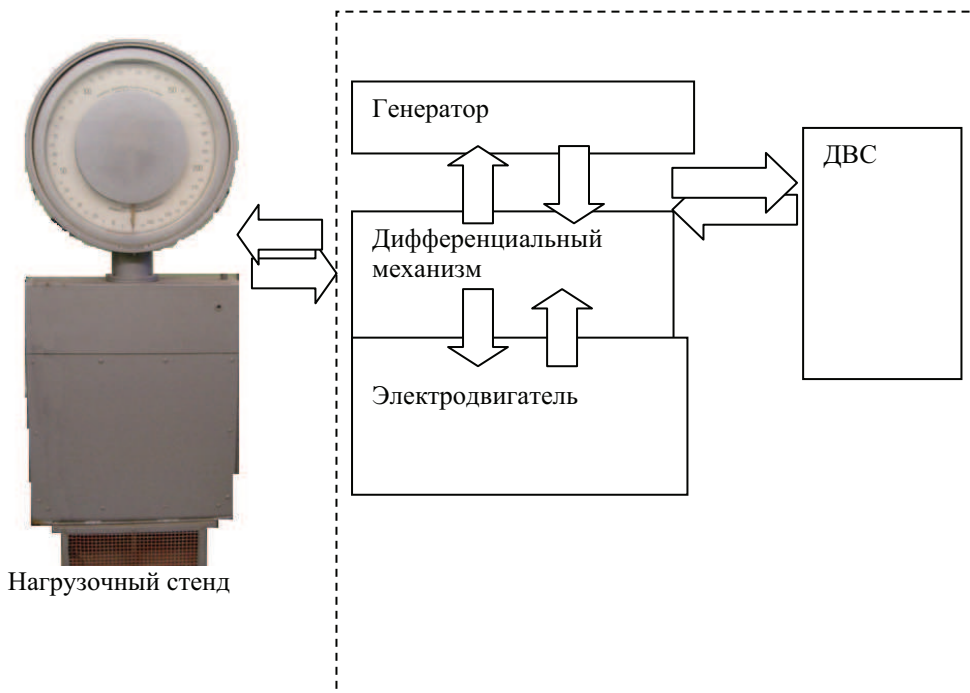 Генератор
ДВС
Дифференциальный
механизм
Электродвигатель
Нагрузочный стенд